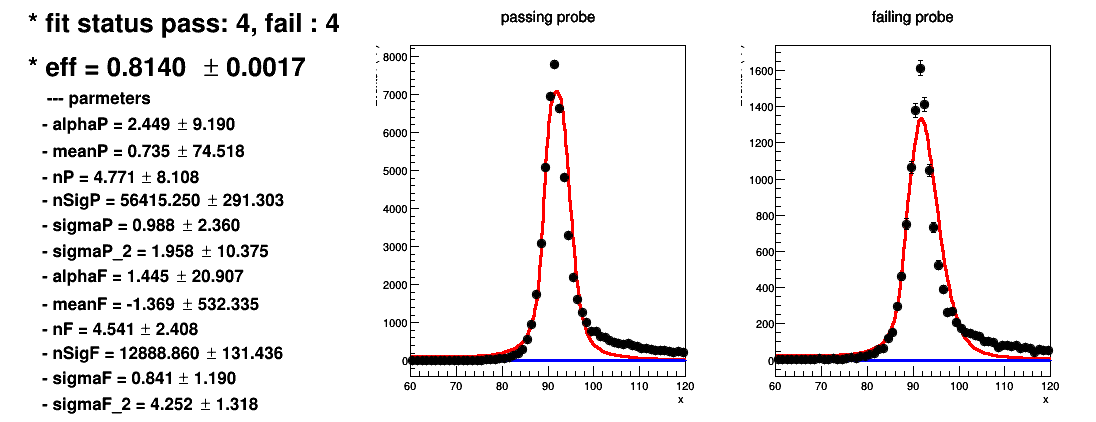 * fit status pass: 4, fail : 4
* eff = 0.8140 ± 0.0017
--- parmeters
- alphaP = 2.449 ± 9.190
- meanP = 0.735 ± 74.518
- nP = 4.771 ± 8.108
- nSigP = 56415.250 ± 291.303
- sigmaP = 0.988 ± 2.360
- sigmaP_2 = 1.958 ± 10.375
- alphaF = 1.445 ± 20.907
- meanF = -1.369 ± 532.335
- nF = 4.541 ± 2.408
- nSigF = 12888.860 ± 131.436
- sigmaF = 0.841 ± 1.190
- sigmaF_2 = 4.252 ± 1.318
passing probe
8000
7000
6000
5000
4000
3000
2000
1000
0
60 70 80 90 100 110 120
x
failing probe
1600
1400
1200
1000
800
600
400
200
0
60 70 80 90 100 110 120
x